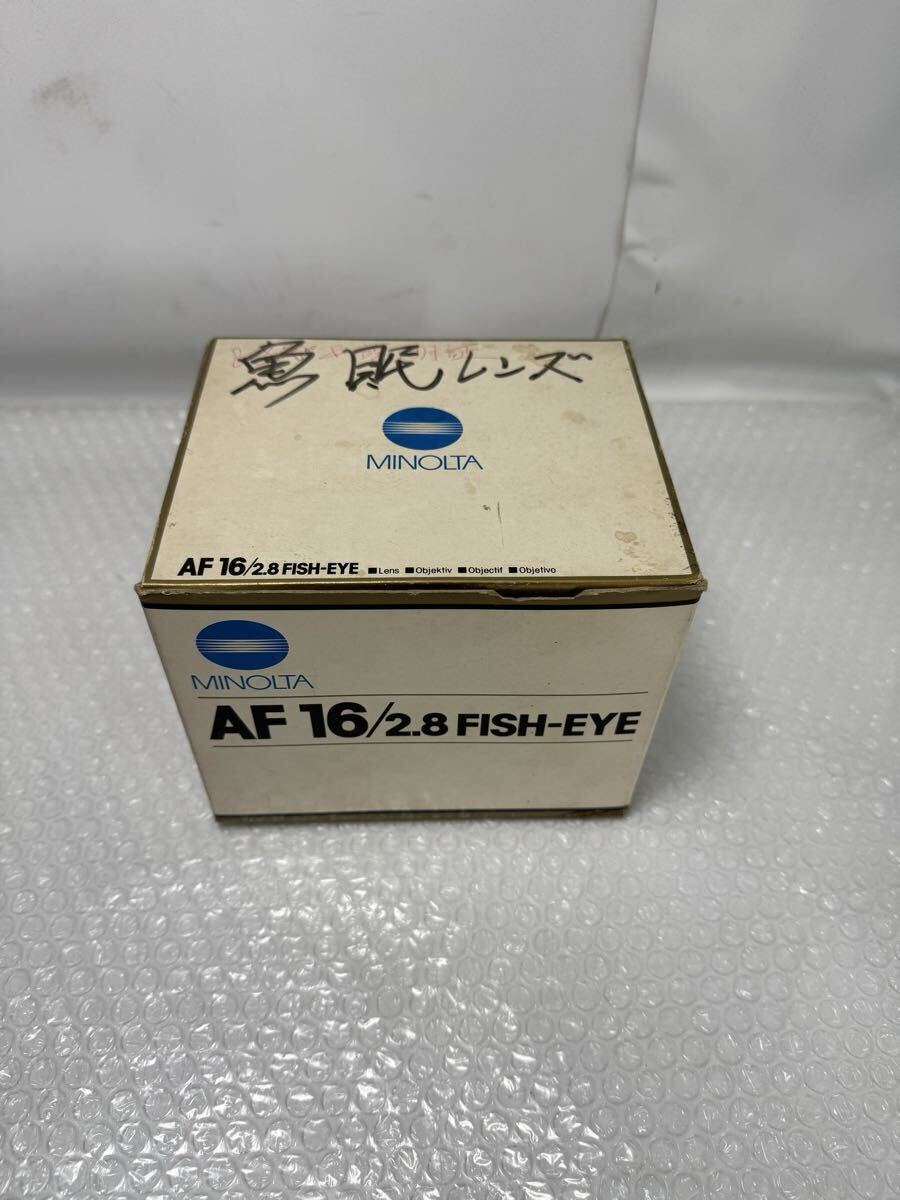 魚眠レンズ
MINOLTA
AF 16/2.8 FISH-EYE ■Lens ■Objektiv ■Objectif ■Objetivo
MINOLTA
AF 16/2.8 FISH-EYE